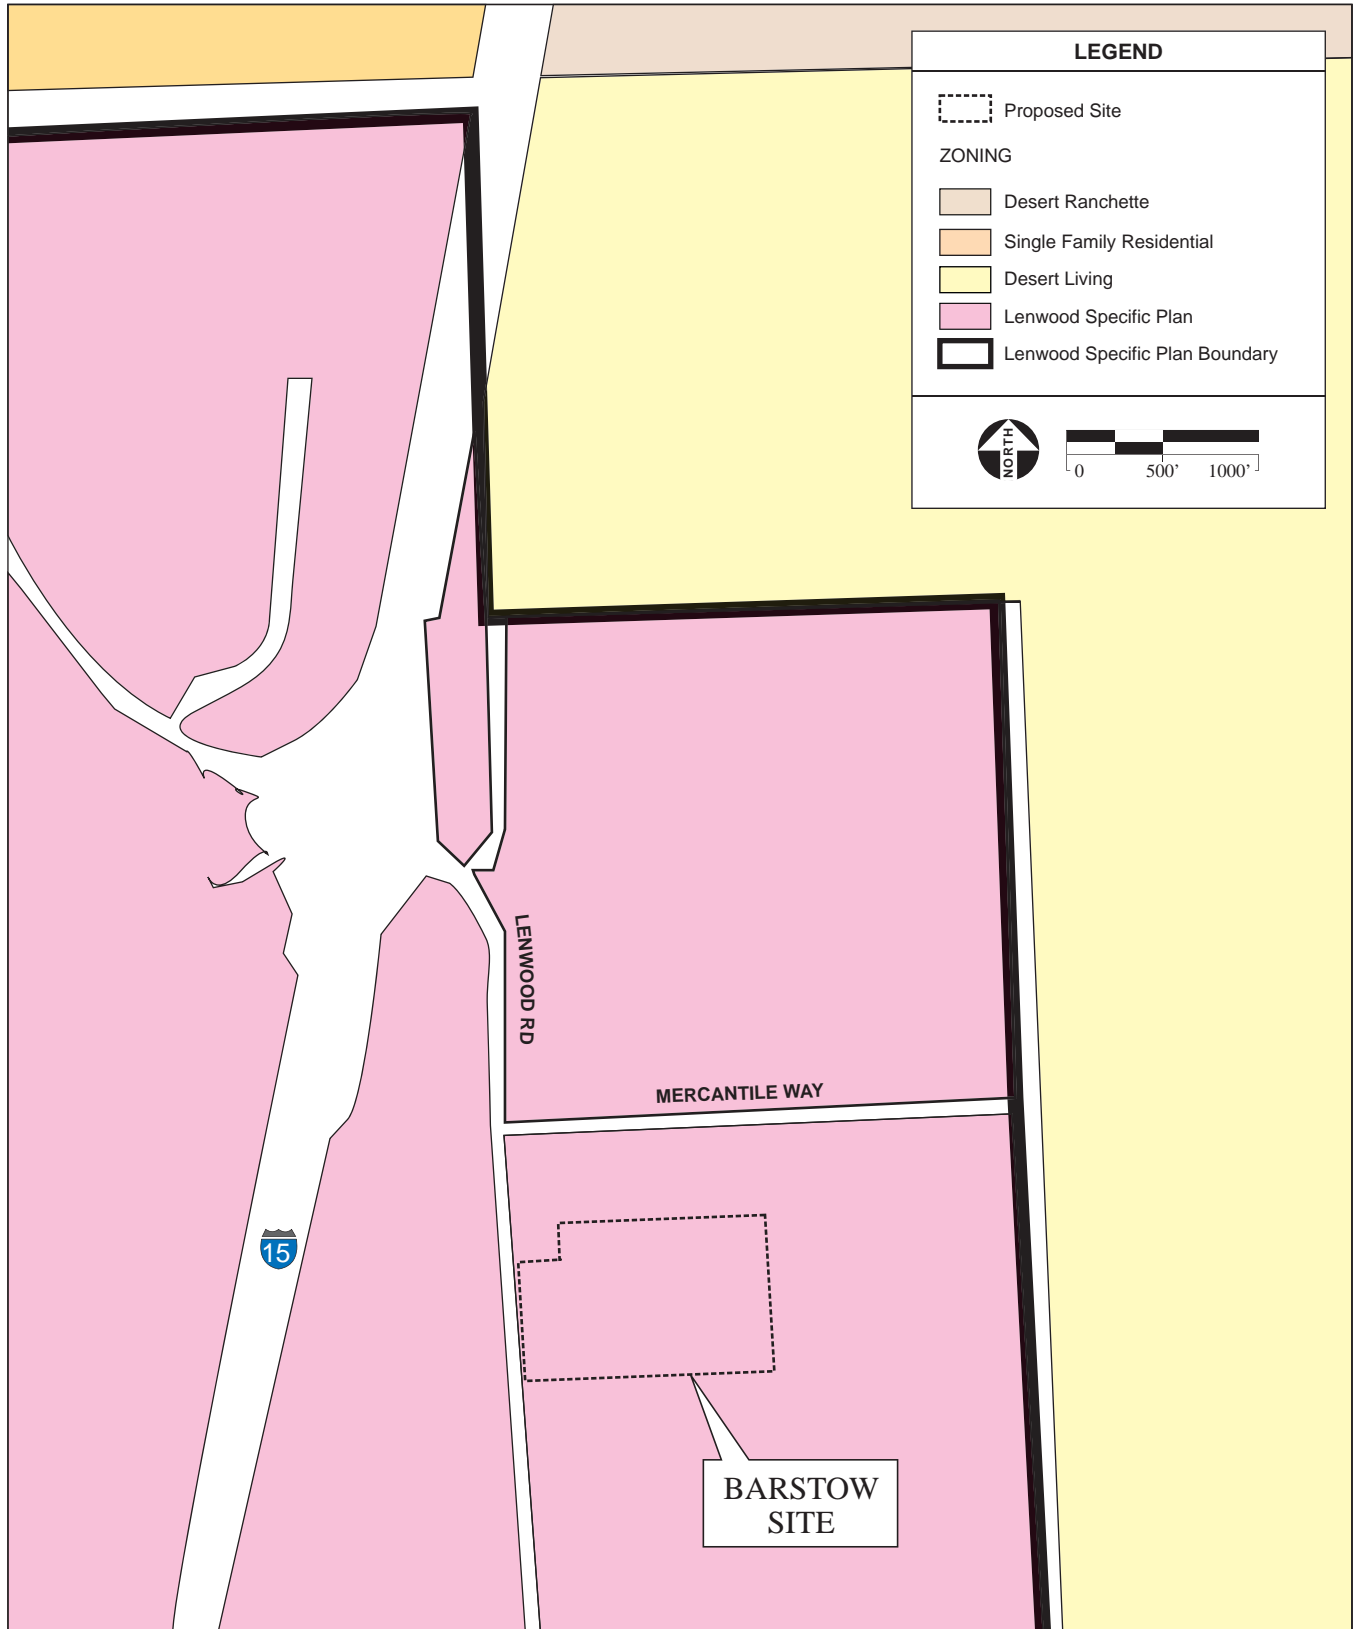 LEGEND
Proposed Site
ZONING
Desert Ranchette
Single Family Residential
Desert Living
Lenwood Specific Plan
Lenwood Specific Plan Boundary
NORTH
0 500’ 1000’
LENWOOD RD
MERCANTILE WAY
15
BARSTOW
SITE